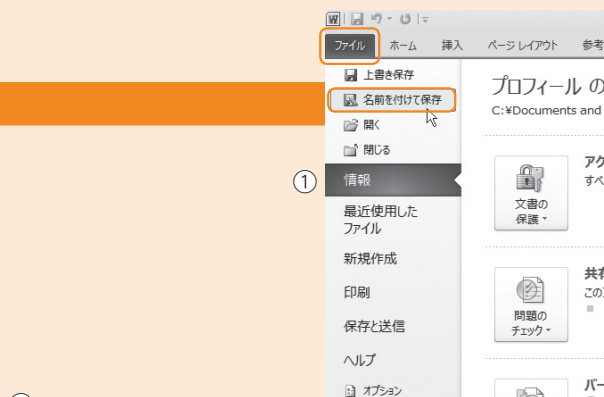 ファイル ホーム 挿入 ページ レイアウト 参考
上書き保存
名前を付けて保存
開く
閉じる
①
情報
最近使用した
ファイル
新規作成
印刷
保存と送信
ヘルプ
オプション
プロフィール の
C:¥Documents and
文書の
保護
アク
すべ
問題の
チェック
共有
この
バー